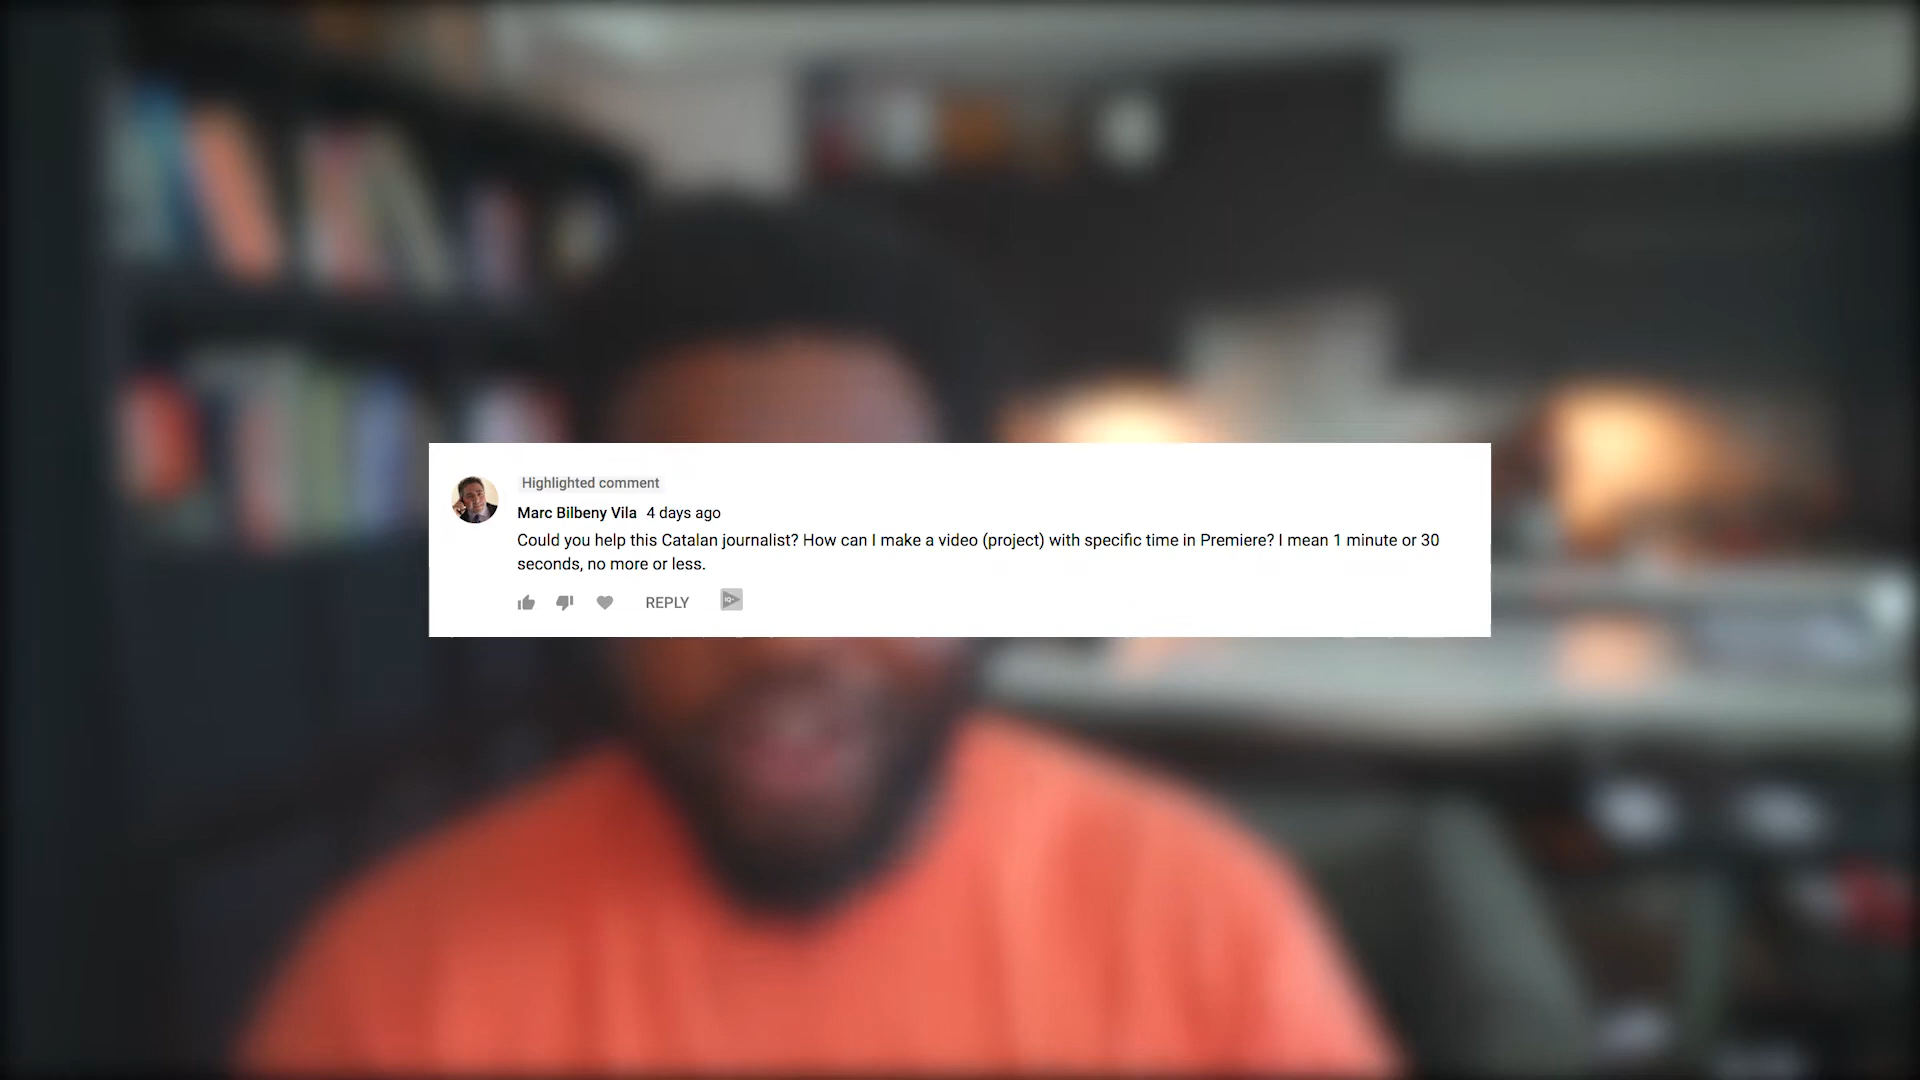 Highlighted comment
Marc Bilbeny Vila 4 days ago
Could you help this Catalan journalist? How can I make a video (project) with specific time in Premiere? I mean 1 minute or 30
seconds, no more or less.
REPLY